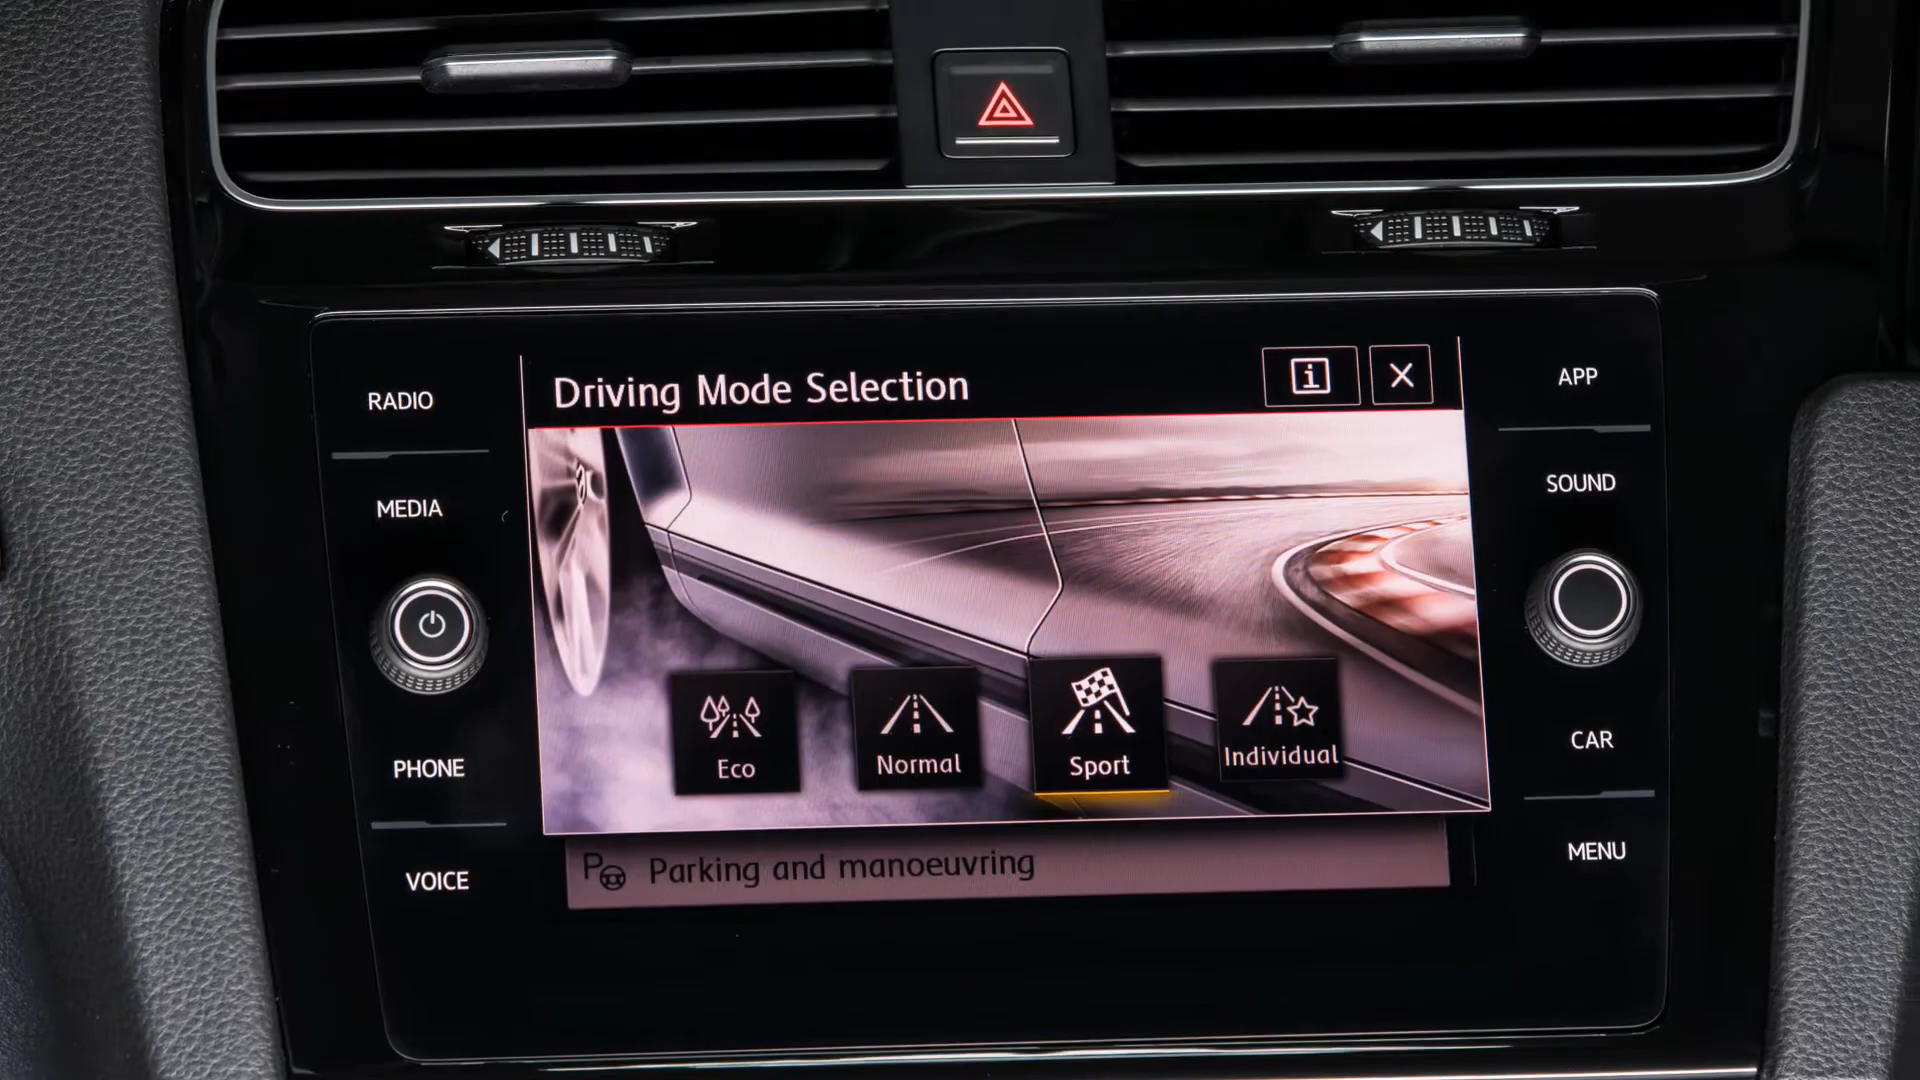 RADIO
MEDIA
PHONE
VOICE
Driving Mode Selection
i
Eco
Normal
Sport
Individual
Parking and manoeuvring
APP
SOUND
CAR
MENU